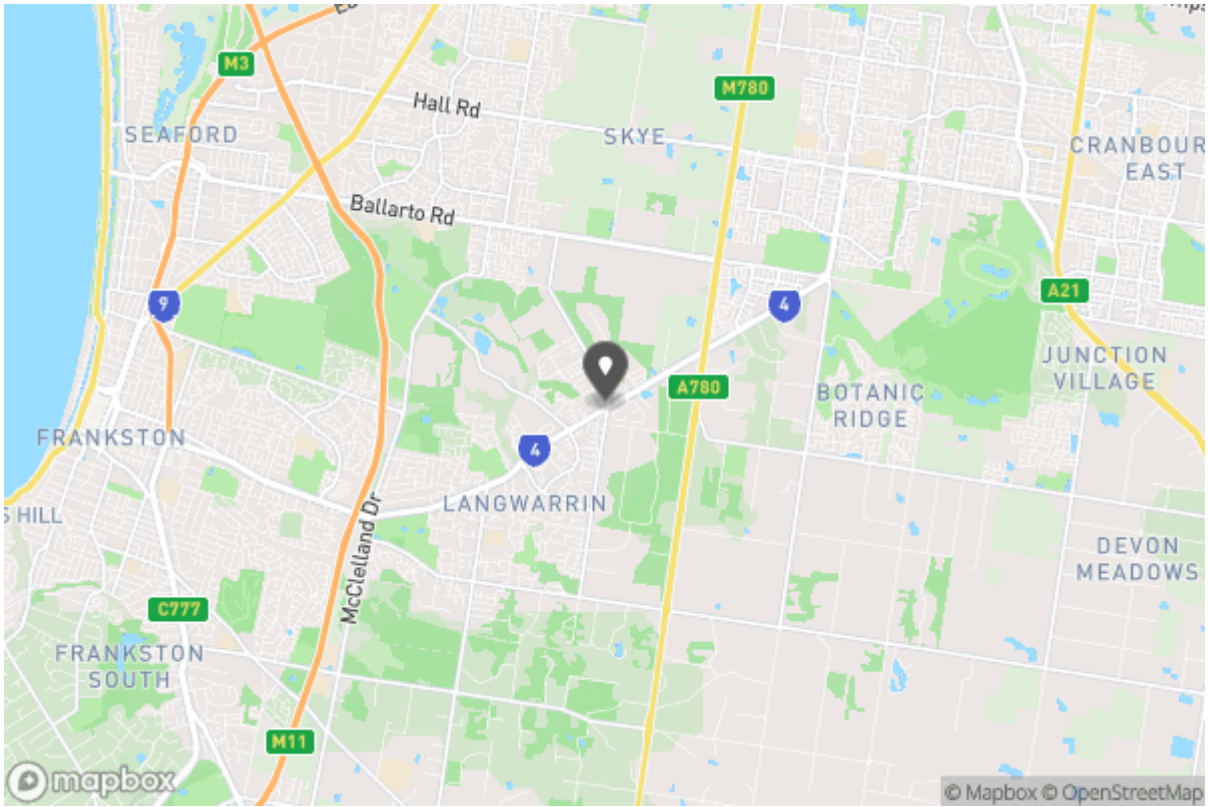 M3
Hall Rd
M780
SEAFORD
SKYE
CRANBOUR
EAST
Ballarto Rd
9
4
A21
JUNCTION
VILLAGE
A780
BOTANIC
RIDGE
FRANKSTON
4
LANGWARRIN
S HILL
McClelland Dr
DEVON
MEADOWS
C777
FRANKSTON
SOUTH
M11
mapbox
© Mapbox © OpenStreetMap